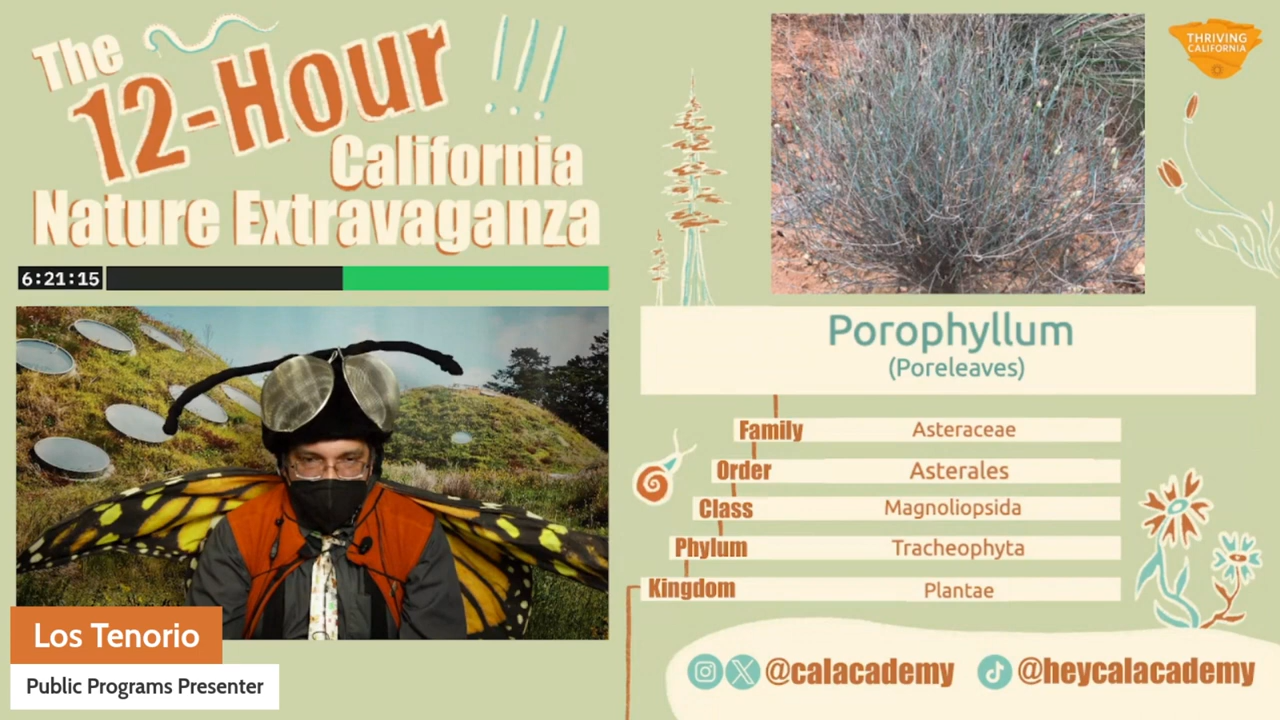 The
12-Hour
!!!
California
Nature Extravaganza
6:21:15
Los Tenorio
Public Programs Presenter
THRIVING
CALIFORNIA
Porophyllum
(Poreleaves)
Family Asteraceae
Order Asterales
Class Magnoliopsida
Phylum Tracheophyta
Kingdom Plantae
@calacademy @heycalacademy